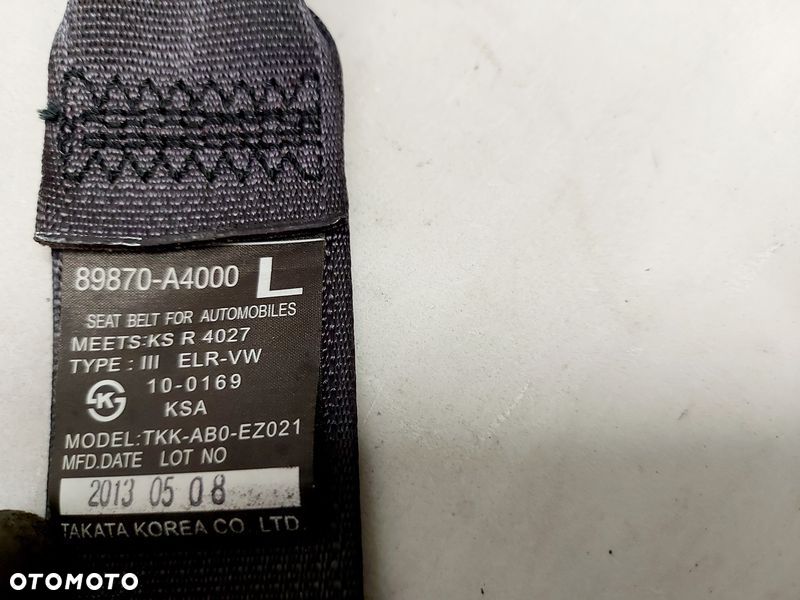 89870-A4000 L
SEAT BELT FOR AUTOMOBILES
MEETS:KS R 4027
TYPE : III ELR-VW
K
10-0169
KSA
MODEL:TKK-AB0-EZ021
MFD.DATE LOT NO
2013 05 08
TAKATA KOREA CO. LTD.
OTOMOTO